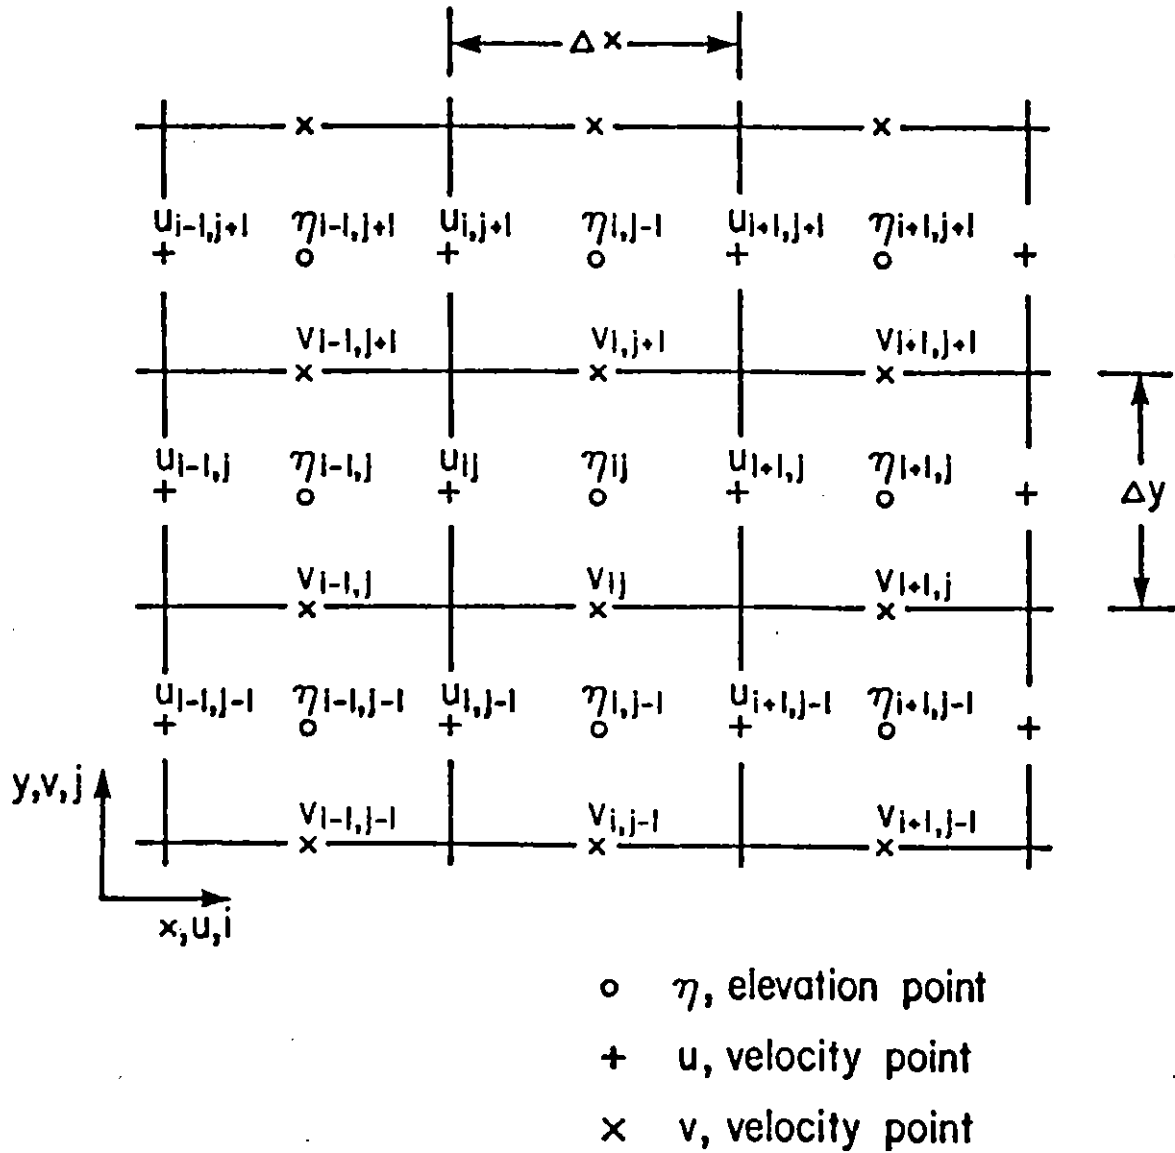 Δ x
u i-1,j+1 η i-1,j+1 u i,j+1 η i,j-1 u i+1,j+1 η i+1,j+1
v i-1,j+1 v i,j+1 v i+1,j+1
u i-1,j η i-1,j u ij η ij u i+1,j η i+1,j
Δy
v i-1,j v ij v i+1,j
u i-1,j-1 η i-1,j-1 u i,j-1 η i,j-1 u i+1,j-1 η i+1,j-1
y,v,j
v i-1,j-1 v i,j-1 v i+1,j-1
x,u,i
o η, elevation point
+ u, velocity point
× v, velocity point